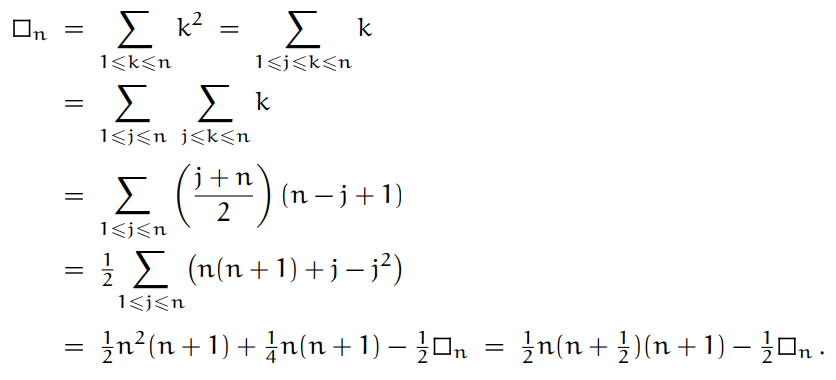 □ₙ = ∑_{1⩽k⩽n} k² = ∑_{1⩽j⩽k⩽n} k
= ∑_{1⩽j⩽n} ∑_{j⩽k⩽n} k
= ∑_{1⩽j⩽n} ((j + n)/2) (n − j + 1)
= ½ ∑_{1⩽j⩽n} (n(n + 1) + j − j²)
= ½n²(n + 1) + ¼n(n + 1) − ½□ₙ = ½n(n + ½)(n + 1) − ½□ₙ .